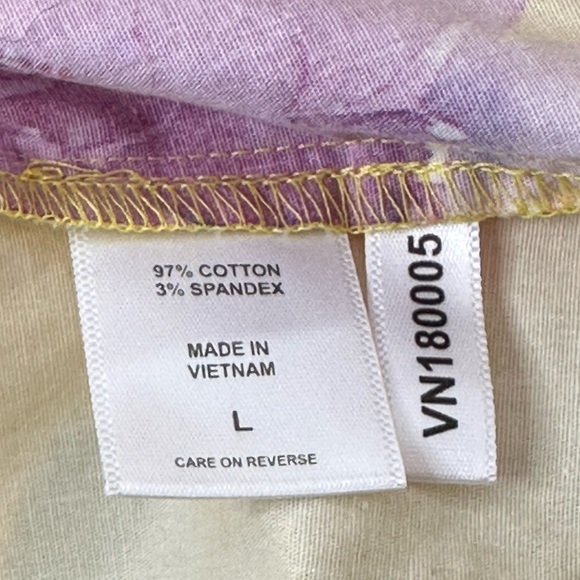 97% COTTON
3% SPANDEX
MADE IN
VIETNAM
L
CARE ON REVERSE
VN180005